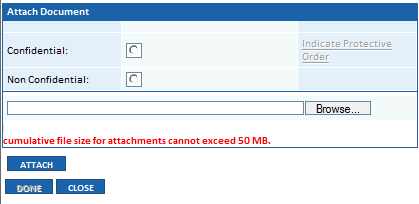 Attach Document
Confidential:
Indicate Protective
Order
Non Confidential:
Browse...
cumulative file size for attachments cannot exceed 50 MB.
ATTACH
DONE CLOSE